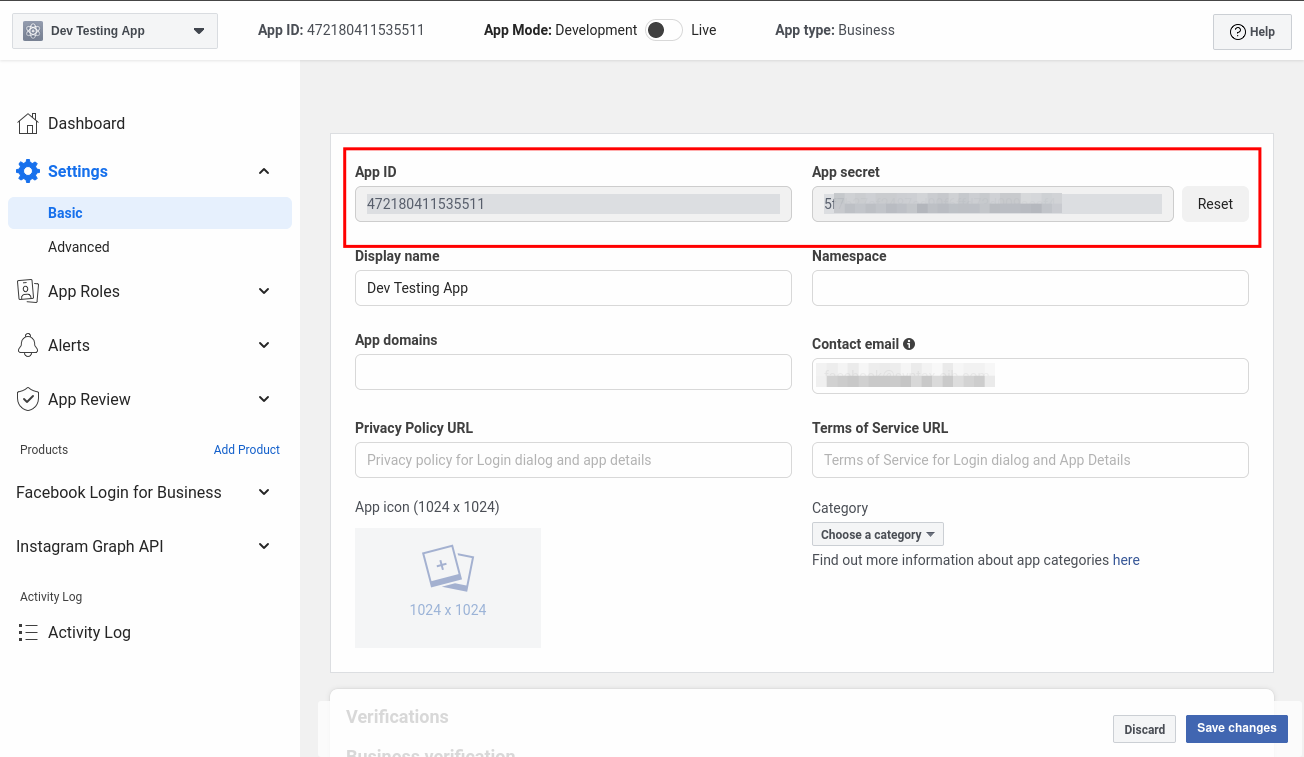 Dev Testing App
App ID: 472180411535511
App Mode: Development
Live
App type: Business
Help
Dashboard
Settings
Basic
Advanced
App Roles
Alerts
App Review
Products
Add Product
Facebook Login for Business
Instagram Graph API
Activity Log
Activity Log
App ID
472180411535511
App secret
Reset
Display name
Dev Testing App
Namespace
App domains
Contact email
Privacy Policy URL
Privacy policy for Login dialog and app details
Terms of Service URL
Terms of Service for Login dialog and App Details
App icon (1024 x 1024)
1024 x 1024
Category
Choose a category
Find out more information about app categories here
Verifications
Business verification
Discard
Save changes